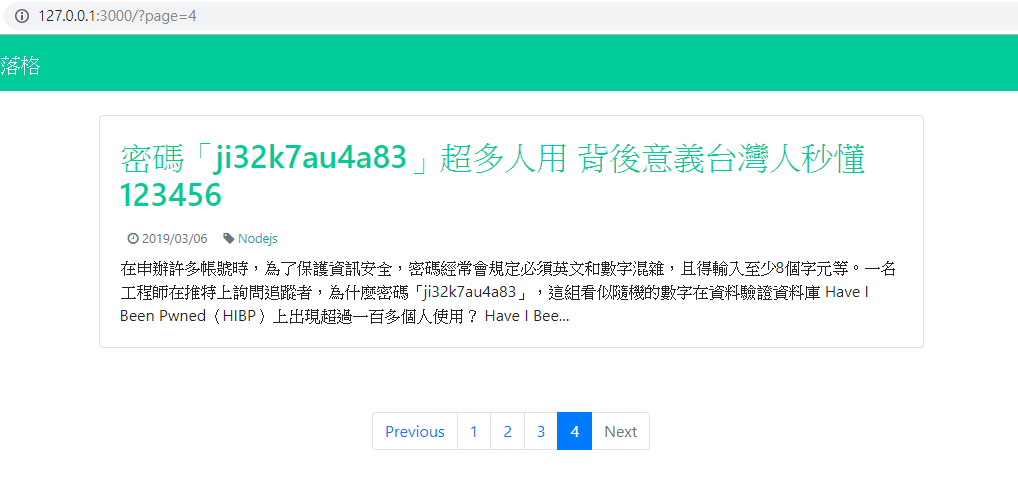 127.0.0.1:3000/?page=4
落格
密碼「ji32k7au4a83」超多人用 背後意義台灣人秒懂
123456
2019/03/06 Nodejs
在申辦許多帳號時，為了保護資訊安全，密碼經常會規定必須英文和數字混雜，且得輸入至少8個字元等。一名
工程師在推特上詢問追蹤者，為什麼密碼「ji32k7au4a83」，這組看似隨機的數字在資料驗證資料庫 Have I
Been Pwned（HIBP）上出現超過一百多個人使用？ Have I Bee...
Previous 1 2 3 4 Next